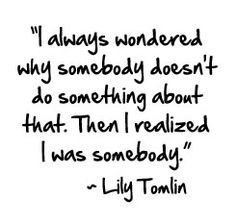 “I always wondered
why somebody doesn't
do something about
that. Then I realized
I was somebody.”
~ Lily Tomlin